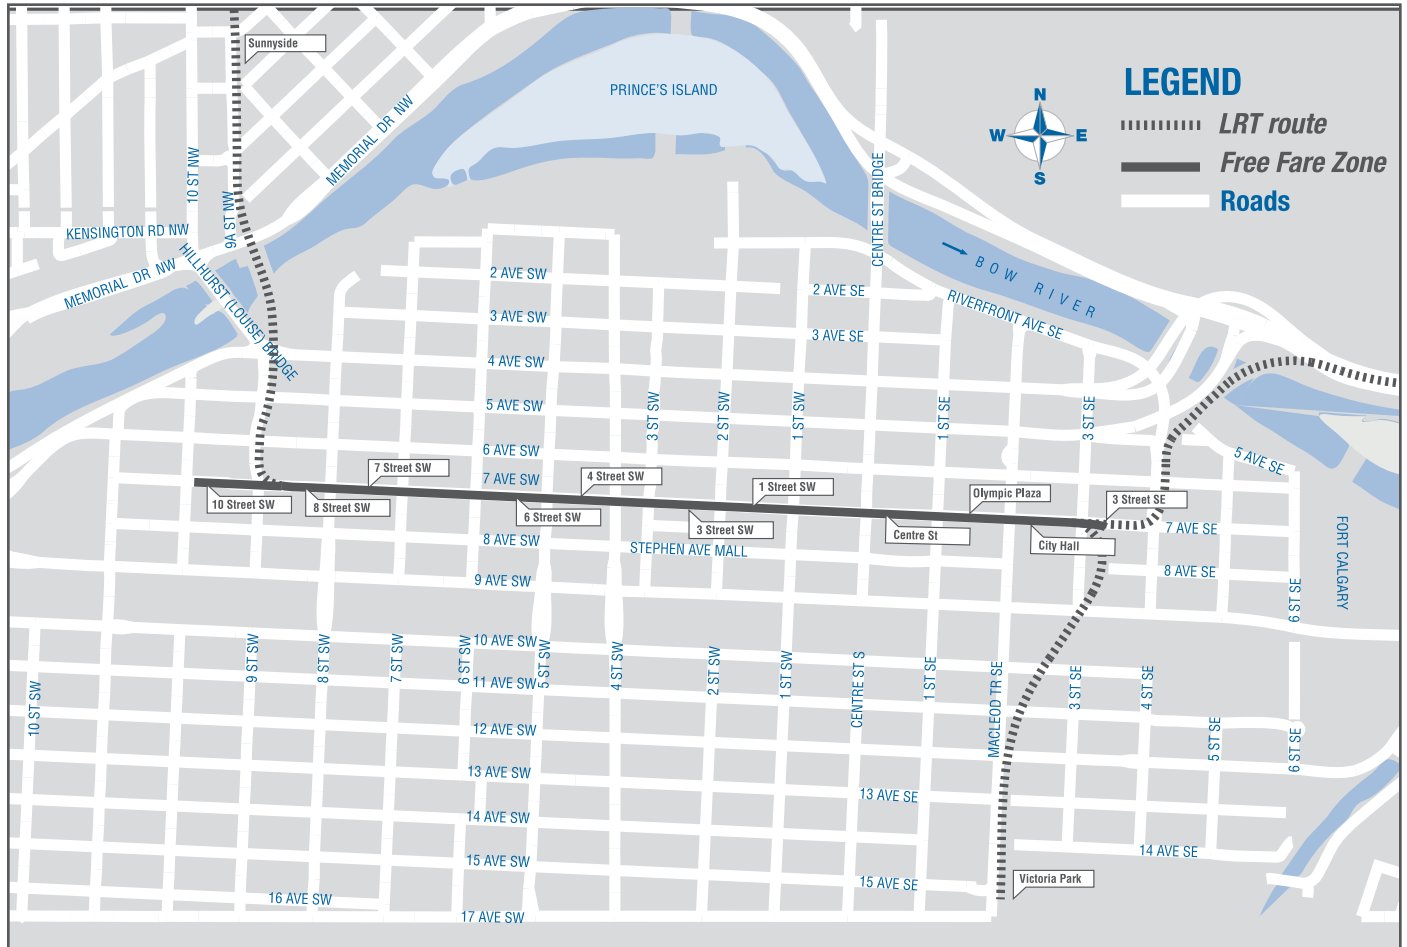 Sunnyside
PRINCE'S ISLAND
LEGEND
LRT route
Free Fare Zone
Roads
N
W
E
S
MEMORIAL DR NW
10 ST NW
9A ST NW
KENSINGTON RD NW
MEMORIAL DR NW
HILLHURST (LOUISE) BRIDGE
CENTRE ST BRIDGE
BOW RIVER
RIVERFRONT AVE SE
2 AVE SW
2 AVE SE
3 AVE SW
3 AVE SE
4 AVE SW
5 AVE SW
3 ST SW
2 ST SW
1 ST SW
1 ST SE
3 ST SE
6 AVE SW
5 AVE SE
7 AVE SW
7 Street SW
4 Street SW
1 Street SW
Olympic Plaza
3 Street SE
10 Street SW
8 Street SW
6 Street SW
3 Street SW
Centre St
City Hall
7 AVE SE
8 AVE SW
STEPHEN AVE MALL
8 AVE SE
9 AVE SW
6 ST SE
FORT CALGARY
10 AVE SW
9 ST SW
8 ST SW
7 ST SW
6 ST SW
5 ST SW
4 ST SW
2 ST SW
1 ST SW
CENTRE ST S
1 ST SE
MACLEOD TR SE
3 ST SE
4 ST SE
5 ST SE
6 ST SE
10 ST SW
11 AVE SW
12 AVE SW
13 AVE SW
13 AVE SE
14 AVE SW
14 AVE SE
15 AVE SW
15 AVE SE
Victoria Park
16 AVE SW
17 AVE SW